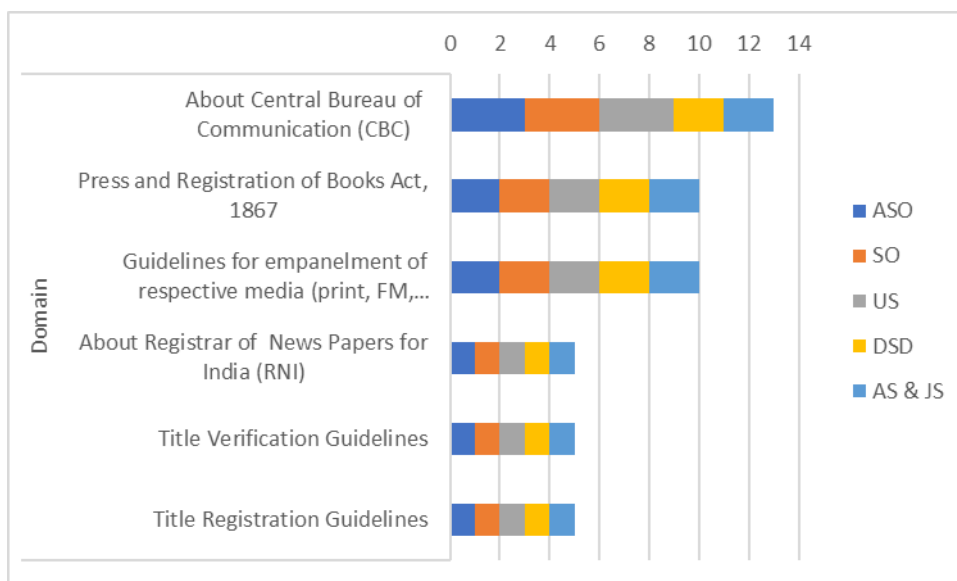 0 2 4 6 8 10 12 14
About Central Bureau of
Communication (CBC)
Press and Registration of Books Act,
1867
Guidelines for empanelment of
respective media (print, FM,...
About Registrar of News Papers for
India (RNI)
Title Verification Guidelines
Title Registration Guidelines
Domain
ASO
SO
US
DSD
AS & JS